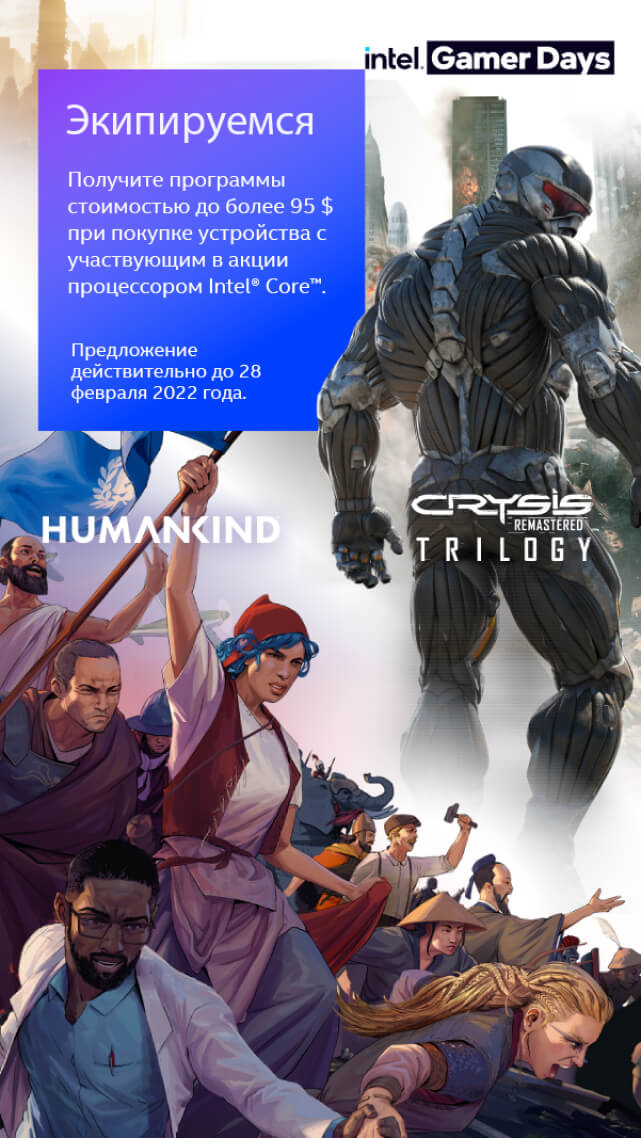 intel. Gamer Days
Экипируемся
Получите программы
стоимостью до более 95 $
при покупке устройства с
участвующим в акции
процессором Intel® Core™.
Предложение
действительно до 28
февраля 2022 года.
HUMANKIND
CRYSIS
REMASTERED
TRILOGY